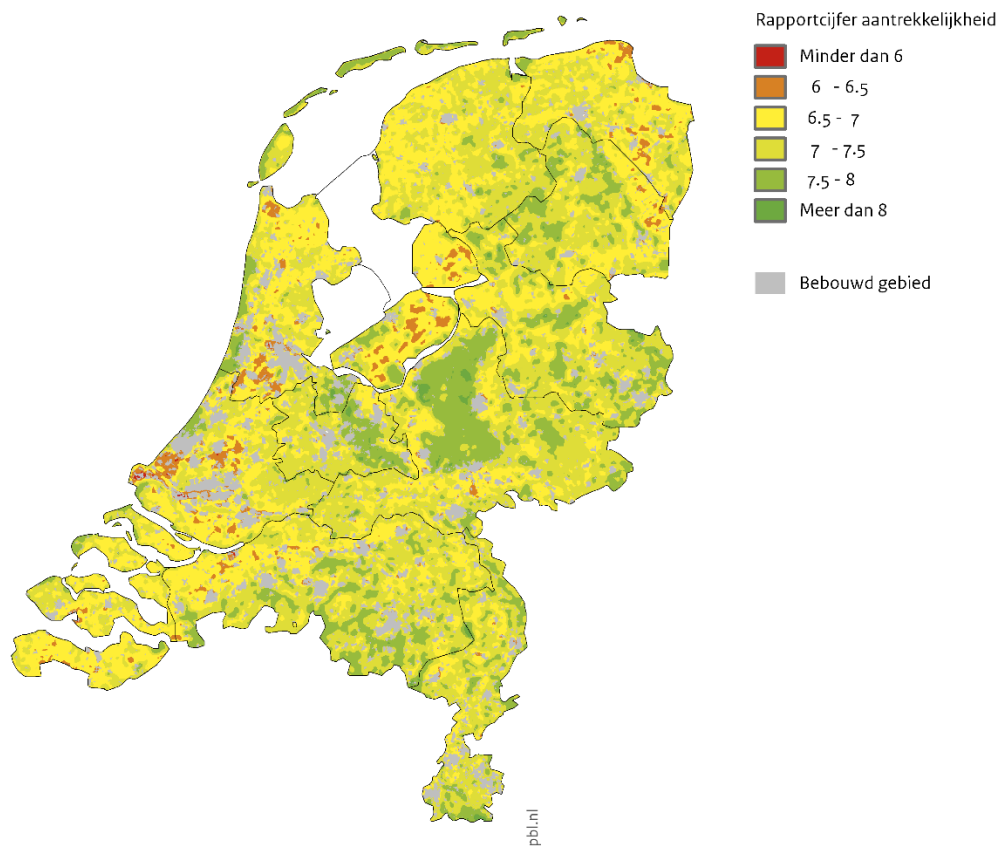 Rapportcijfer aantrekkelijkheid
Minder dan 6
6 - 6.5
6.5 - 7
7 - 7.5
7.5 - 8
Meer dan 8
Bebouwd gebied
pbl.nl